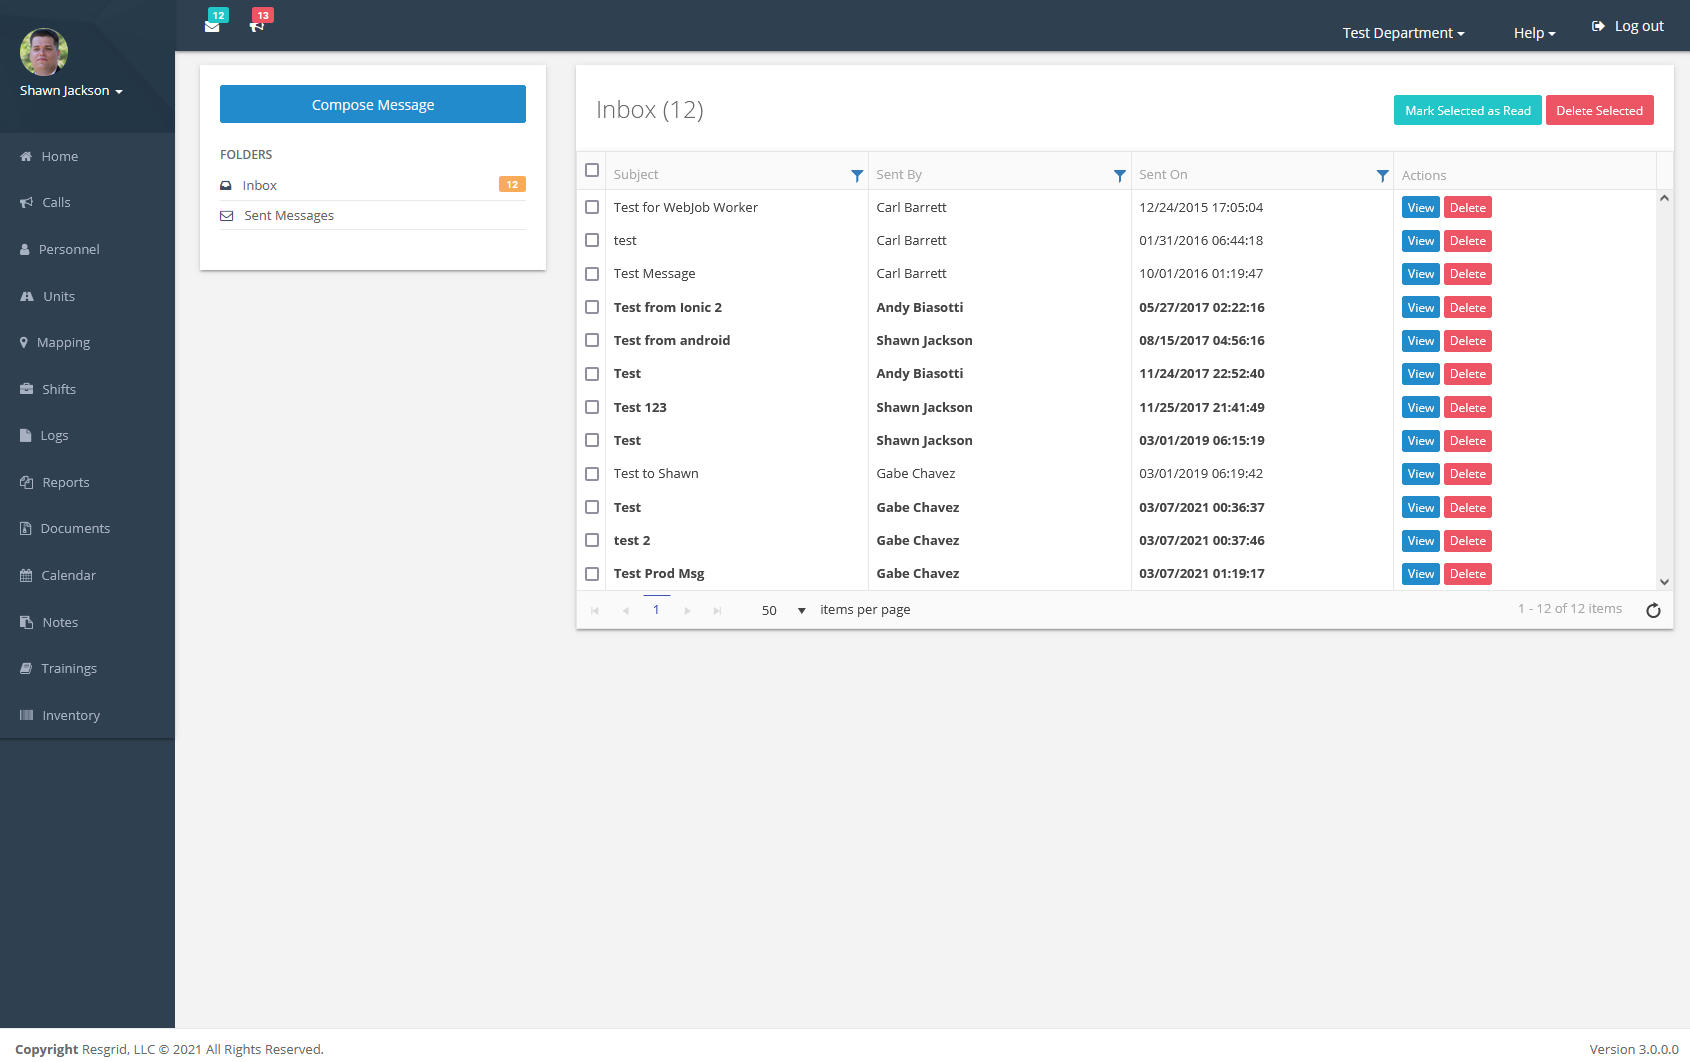 12
13
Test Department
Help
Log out
Shawn Jackson
Home
Calls
Personnel
Units
Mapping
Shifts
Logs
Reports
Documents
Calendar
Notes
Trainings
Inventory
Compose Message
FOLDERS
Inbox 12
Sent Messages
Inbox (12)
Mark Selected as Read
Delete Selected
Subject Sent By Sent On Actions
Test for WebJob Worker Carl Barrett 12/24/2015 17:05:04 View Delete
test Carl Barrett 01/31/2016 06:44:18 View Delete
Test Message Carl Barrett 10/01/2016 01:19:47 View Delete
Test from Ionic 2 Andy Biasotti 05/27/2017 02:22:16 View Delete
Test from android Shawn Jackson 08/15/2017 04:56:16 View Delete
Test Andy Biasotti 11/24/2017 22:52:40 View Delete
Test 123 Shawn Jackson 11/25/2017 21:41:49 View Delete
Test Shawn Jackson 03/01/2019 06:15:19 View Delete
Test to Shawn Gabe Chavez 03/01/2019 06:19:42 View Delete
Test Gabe Chavez 03/07/2021 00:36:37 View Delete
test 2 Gabe Chavez 03/07/2021 00:37:46 View Delete
Test Prod Msg Gabe Chavez 03/07/2021 01:19:17 View Delete
1 50 items per page 1 - 12 of 12 items
Copyright Resgrid, LLC © 2021 All Rights Reserved.
Version 3.0.0.0